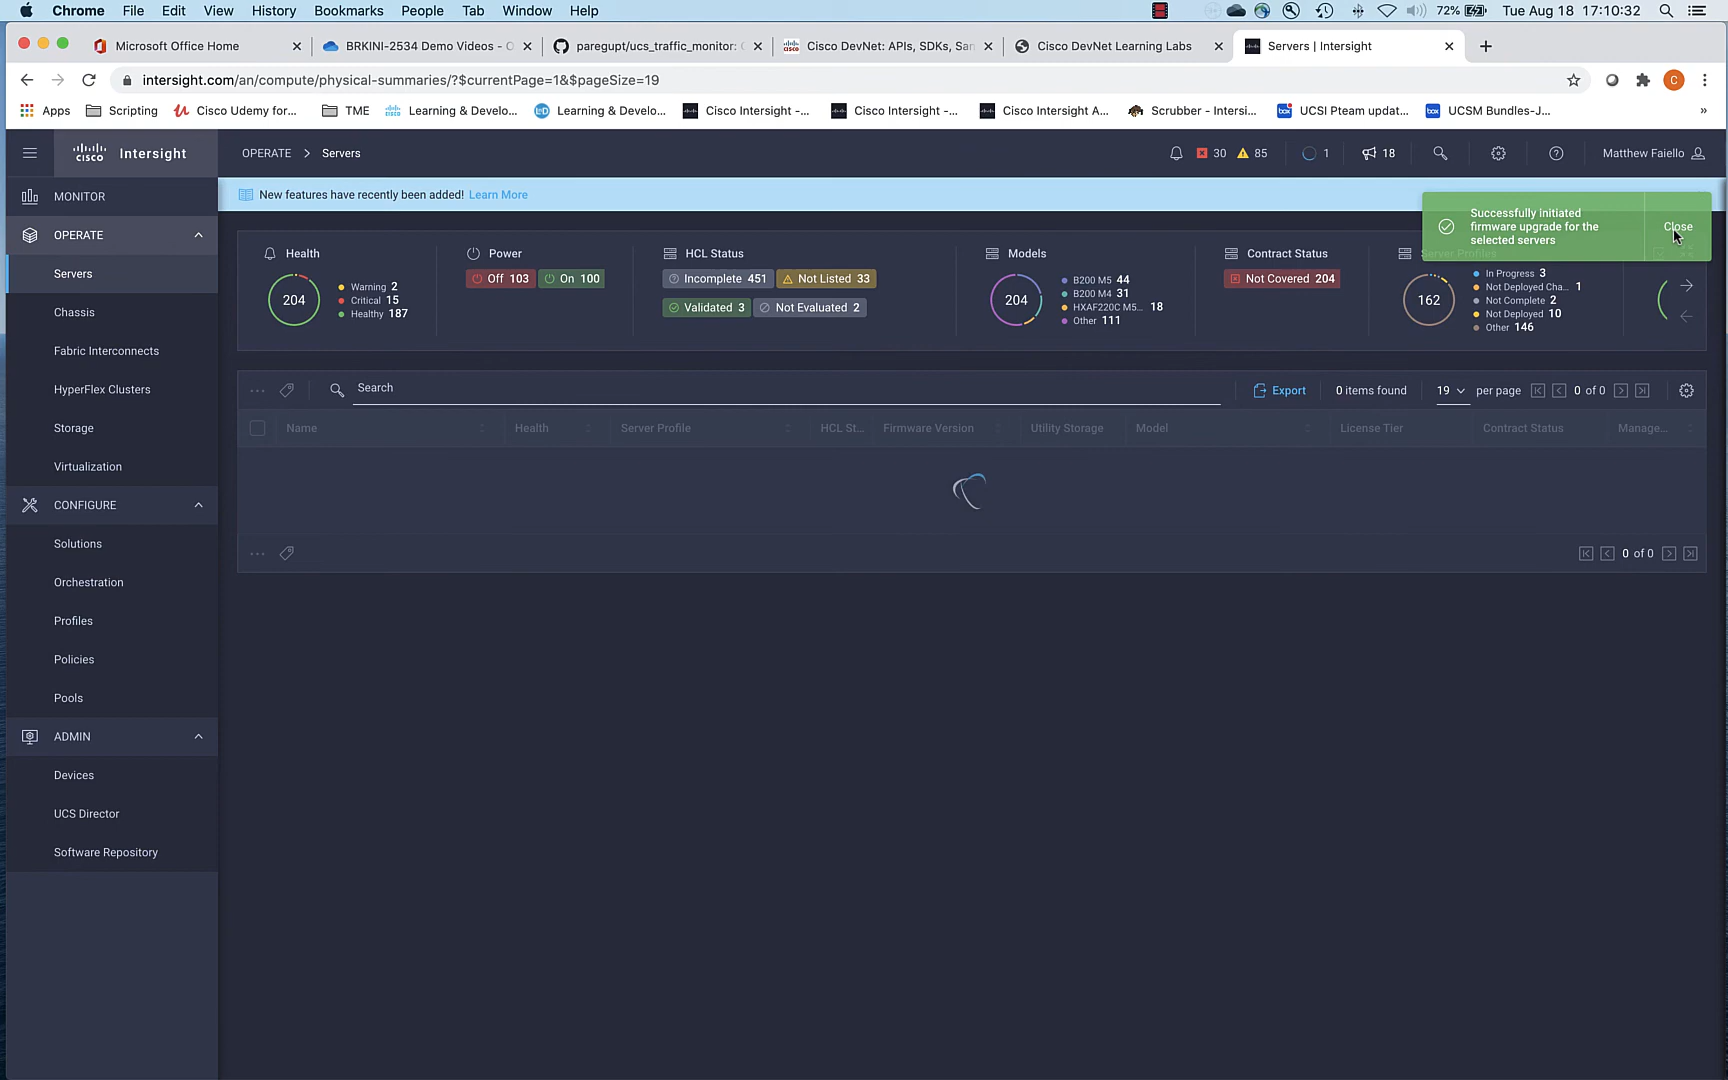 Chrome File Edit View History Bookmarks People Tab Window Help 72% Tue Aug 18 17:10:32
Microsoft Office Home BRKINI-2534 Demo Videos - O paregupt/ucs_traffic_monitor: Cisco DevNet: APIs, SDKs, San Cisco DevNet Learning Labs Servers | Intersight
intersight.com/an/compute/physical-summaries/?$currentPage=1&$pageSize=19 C
Apps Scripting Cisco Udemy for... TME Learning & Develo... Learning & Develo... Cisco Intersight -... Cisco Intersight -... Cisco Intersight A... Scrubber - Intersi... UCSI Pteam updat... UCSM Bundles-J... »
cisco Intersight OPERATE > Servers 30 85 1 18 Matthew Faiello
MONITOR
OPERATE
Servers
Chassis
Fabric Interconnects
HyperFlex Clusters
Storage
Virtualization
CONFIGURE
Solutions
Orchestration
Profiles
Policies
Pools
ADMIN
Devices
UCS Director
Software Repository
New features have recently been added! Learn More
Successfully initiated
firmware upgrade for the
selected servers
Close
Health
204
Warning 2
Critical 15
Healthy 187
Power
Off 103 On 100
HCL Status
Incomplete 451 Not Listed 33
Validated 3 Not Evaluated 2
Models
204
B200 M5 44
B200 M4 31
HXAF220C M5... 18
Other 111
Contract Status
Not Covered 204
Server Profiles
162
In Progress 3
Not Deployed Cha... 1
Not Complete 2
Not Deployed 10
Other 146
Search Export 0 items found 19 per page 0 of 0
Name Health Server Profile HCL St... Firmware Version Utility Storage Model License Tier Contract Status Manage...
0 of 0